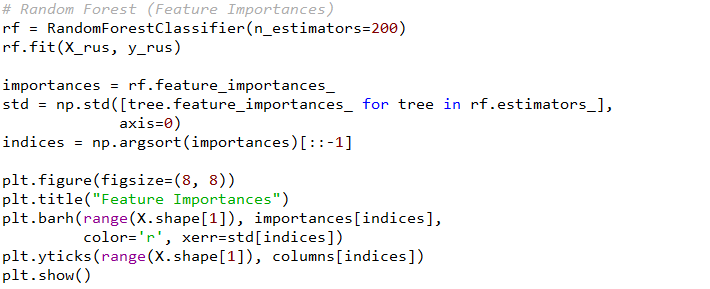 # Random Forest (Feature Importances)
rf = RandomForestClassifier(n_estimators=200)
rf.fit(X_rus, y_rus)

importances = rf.feature_importances_
std = np.std([tree.feature_importances_ for tree in rf.estimators_],
             axis=0)
indices = np.argsort(importances)[::-1]

plt.figure(figsize=(8, 8))
plt.title("Feature Importances")
plt.barh(range(X.shape[1]), importances[indices],
         color='r', xerr=std[indices])
plt.yticks(range(X.shape[1]), columns[indices])
plt.show()